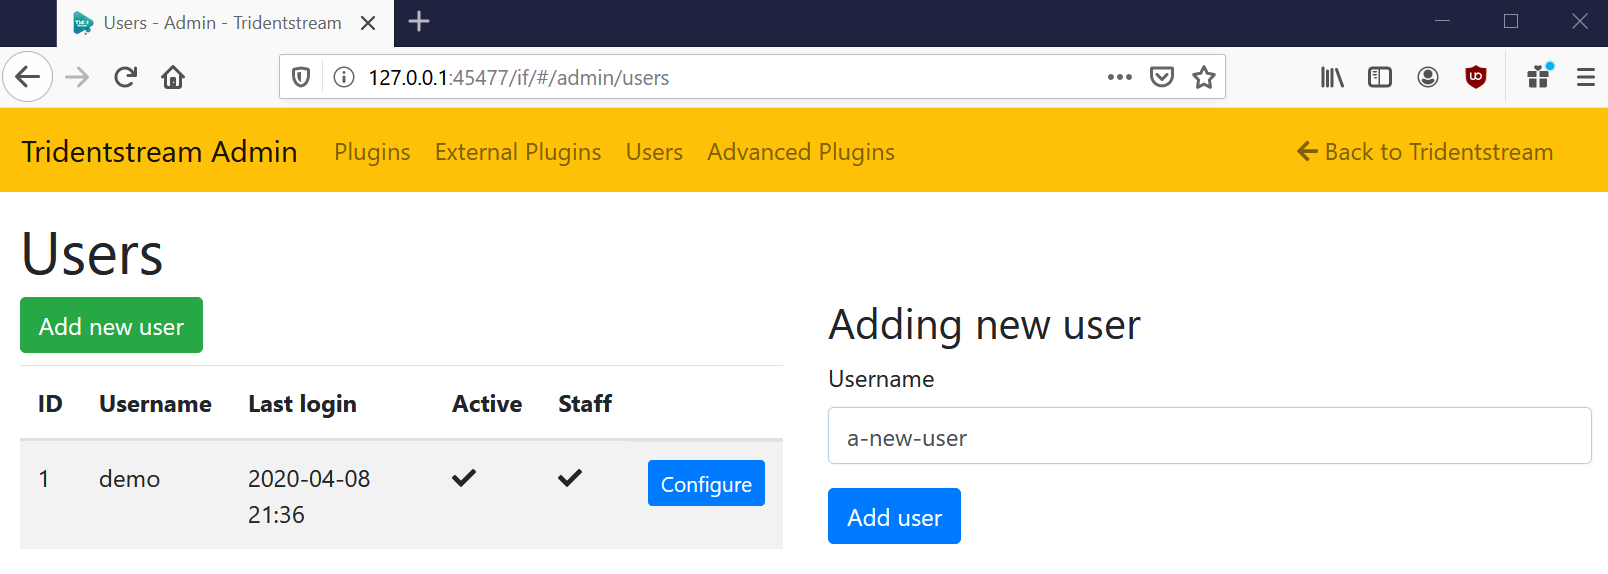 Users - Admin - Tridentstream
127.0.0.1:45477/if/#/admin/users
Tridentstream Admin Plugins External Plugins Users Advanced Plugins Back to Tridentstream
Users
Add new user
ID Username Last login Active Staff
1 demo 2020-04-08 Configure
21:36
Adding new user
Username
a-new-user
Add user